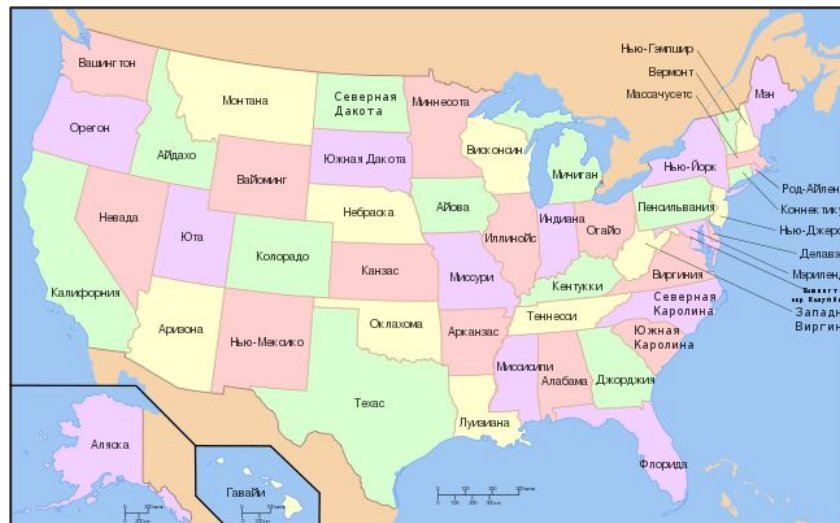 Нью-Гэмпшир
Вермонт
Массачусетс
Мэн
Вашингтон
Монтана
Северная
Дакота
Миннесота
Орегон
Айдахо
Южная Дакота
Висконсин
Мичиган
Нью-Йорк
Вайоминг
Род-Айлен
Коннектику
Невада
Небраска
Айова
Пенсильвания
Нью-Джерс
Юта
Иллинойс
Индиана
Огайо
Делавэ
Колорадо
Канзас
Миссури
Мэриленд
Калифорния
Кентукки
Виргиния
Западн
Виргин
Северная
Каролина
Аризона
Нью-Мексико
Оклахома
Арканзас
Теннесси
Южная
Каролина
Миссисипи
Алабама
Джорджия
Техас
Луизиана
Флорида
Аляска
Гавайи